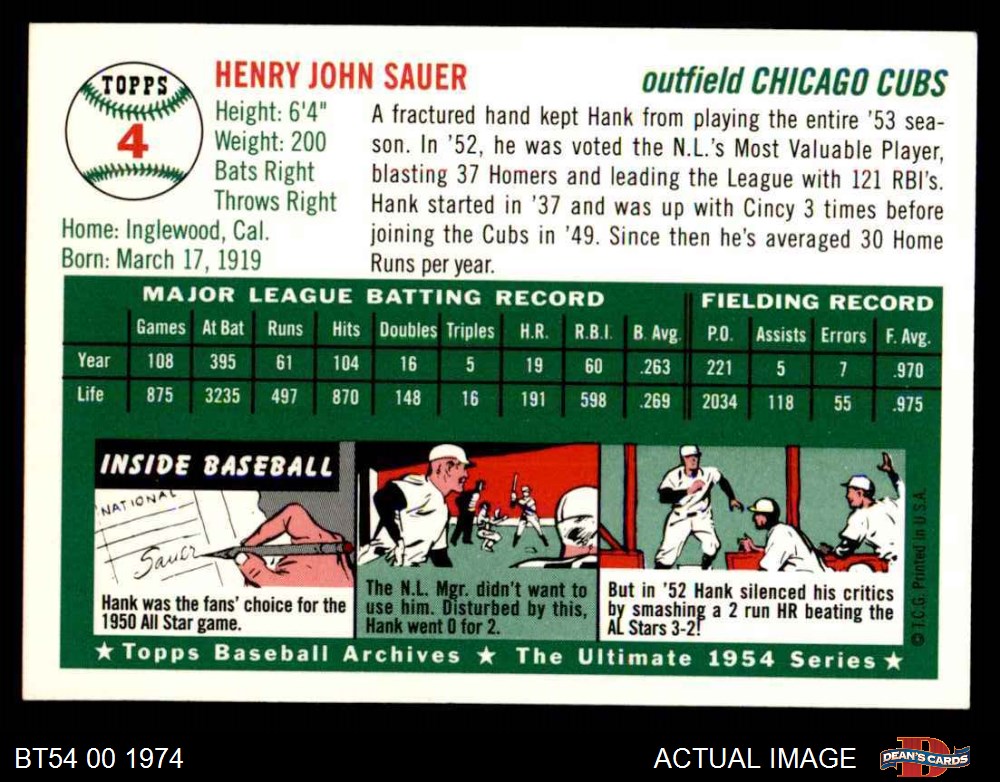 TOPPS
4
HENRY JOHN SAUER
outfield CHICAGO CUBS
Height: 6'4"
Weight: 200
Bats Right
Throws Right
Home: Inglewood, Cal.
Born: March 17, 1919
A fractured hand kept Hank from playing the entire '53 sea-
son. In '52, he was voted the N.L.'s Most Valuable Player,
blasting 37 Homers and leading the League with 121 RBI's.
Hank started in '37 and was up with Cincy 3 times before
joining the Cubs in '49. Since then he's averaged 30 Home
Runs per year.
MAJOR LEAGUE BATTING RECORD FIELDING RECORD
Games At Bat Runs Hits Doubles Triples H.R. R.B.I. B. Avg. P.O. Assists Errors F. Avg.
Year 108 395 61 104 16 5 19 60 .263 221 5 7 .970
Life 875 3235 497 870 148 16 191 598 .269 2034 118 55 .975
INSIDE BASEBALL
NATIONAL
Sauer
Hank was the fans' choice for the
1950 All Star game.
The N.L. Mgr. didn't want to
use him. Disturbed by this,
Hank went 0 for 2.
But in '52 Hank silenced his critics
by smashing a 2 run HR beating the
AL Stars 3-2!
© T.C.G. Printed in U.S.A.
★ Topps Baseball Archives ★ The Ultimate 1954 Series ★
BT54 00 1974
ACTUAL IMAGE
D
DEAN'S CARDS